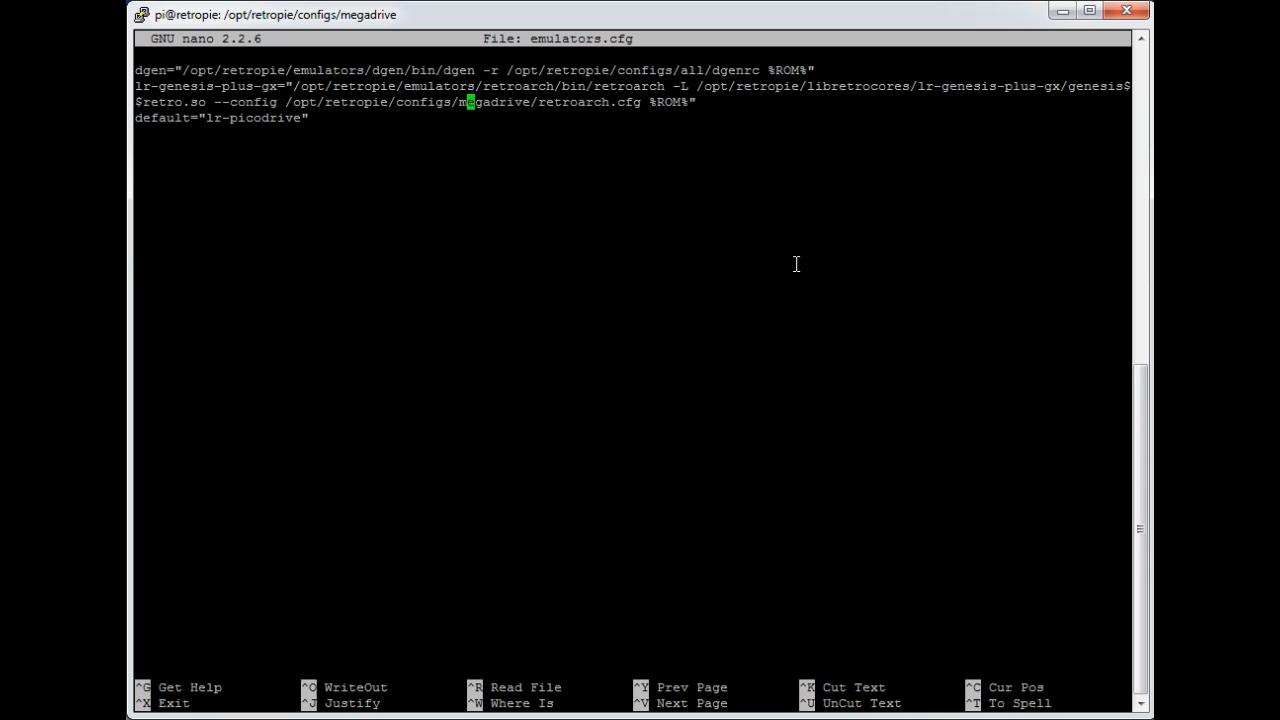 pi@retropie: /opt/retropie/configs/megadrive
GNU nano 2.2.6 File: emulators.cfg
dgen="/opt/retropie/emulators/dgen/bin/dgen -r /opt/retropie/configs/all/dgenrc %ROM%"
lr-genesis-plus-gx="/opt/retropie/emulators/retroarch/bin/retroarch -L /opt/retropie/libretrocores/lr-genesis-plus-gx/genesis$
$retro.so --config /opt/retropie/configs/megadrive/retroarch.cfg %ROM%"
default="lr-picodrive"
^G Get Help ^O WriteOut ^R Read File ^Y Prev Page ^K Cut Text ^C Cur Pos
^X Exit ^J Justify ^W Where Is ^V Next Page ^U UnCut Text ^T To Spell